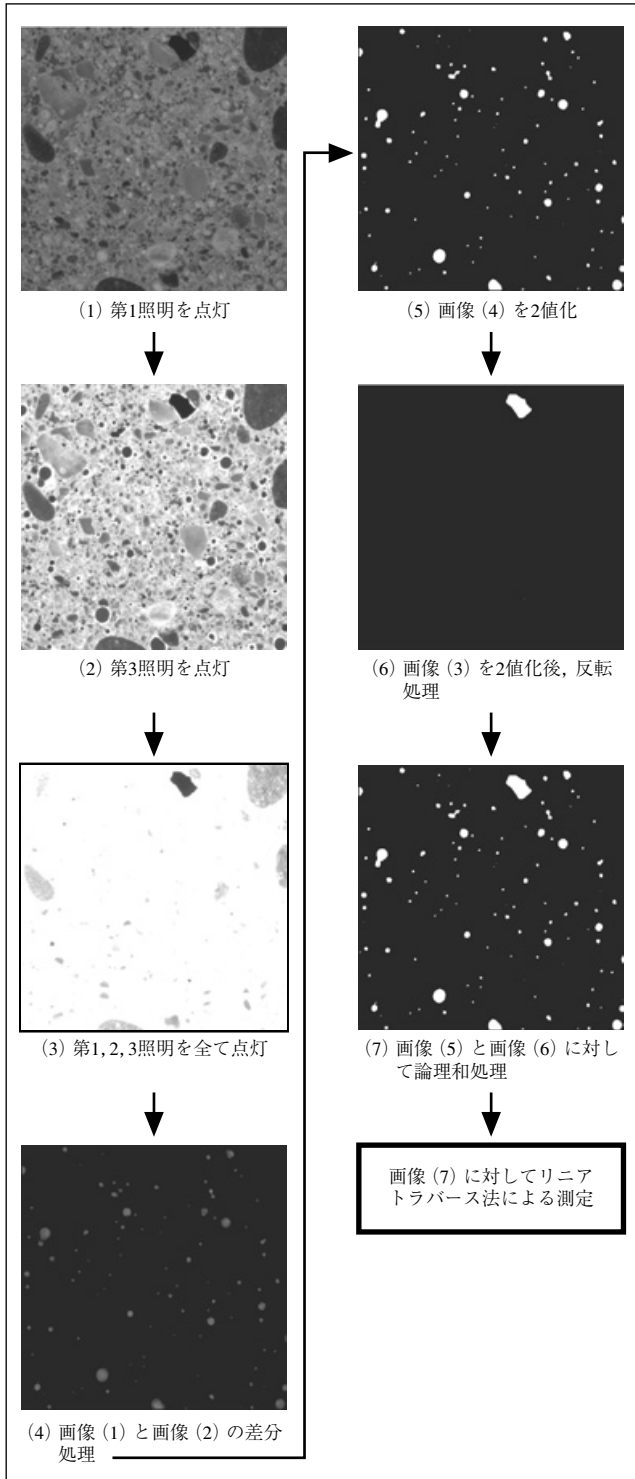 (1) 第1照明を点灯
(2) 第3照明を点灯
(3) 第1, 2, 3照明を全て点灯
(4) 画像 (1) と画像 (2) の差分
処理
(5) 画像 (4) を2値化
(6) 画像 (3) を2値化後, 反転
処理
(7) 画像 (5) と画像 (6) に対し
て論理和処理
画像 (7) に対してリニア
トラバース法による測定